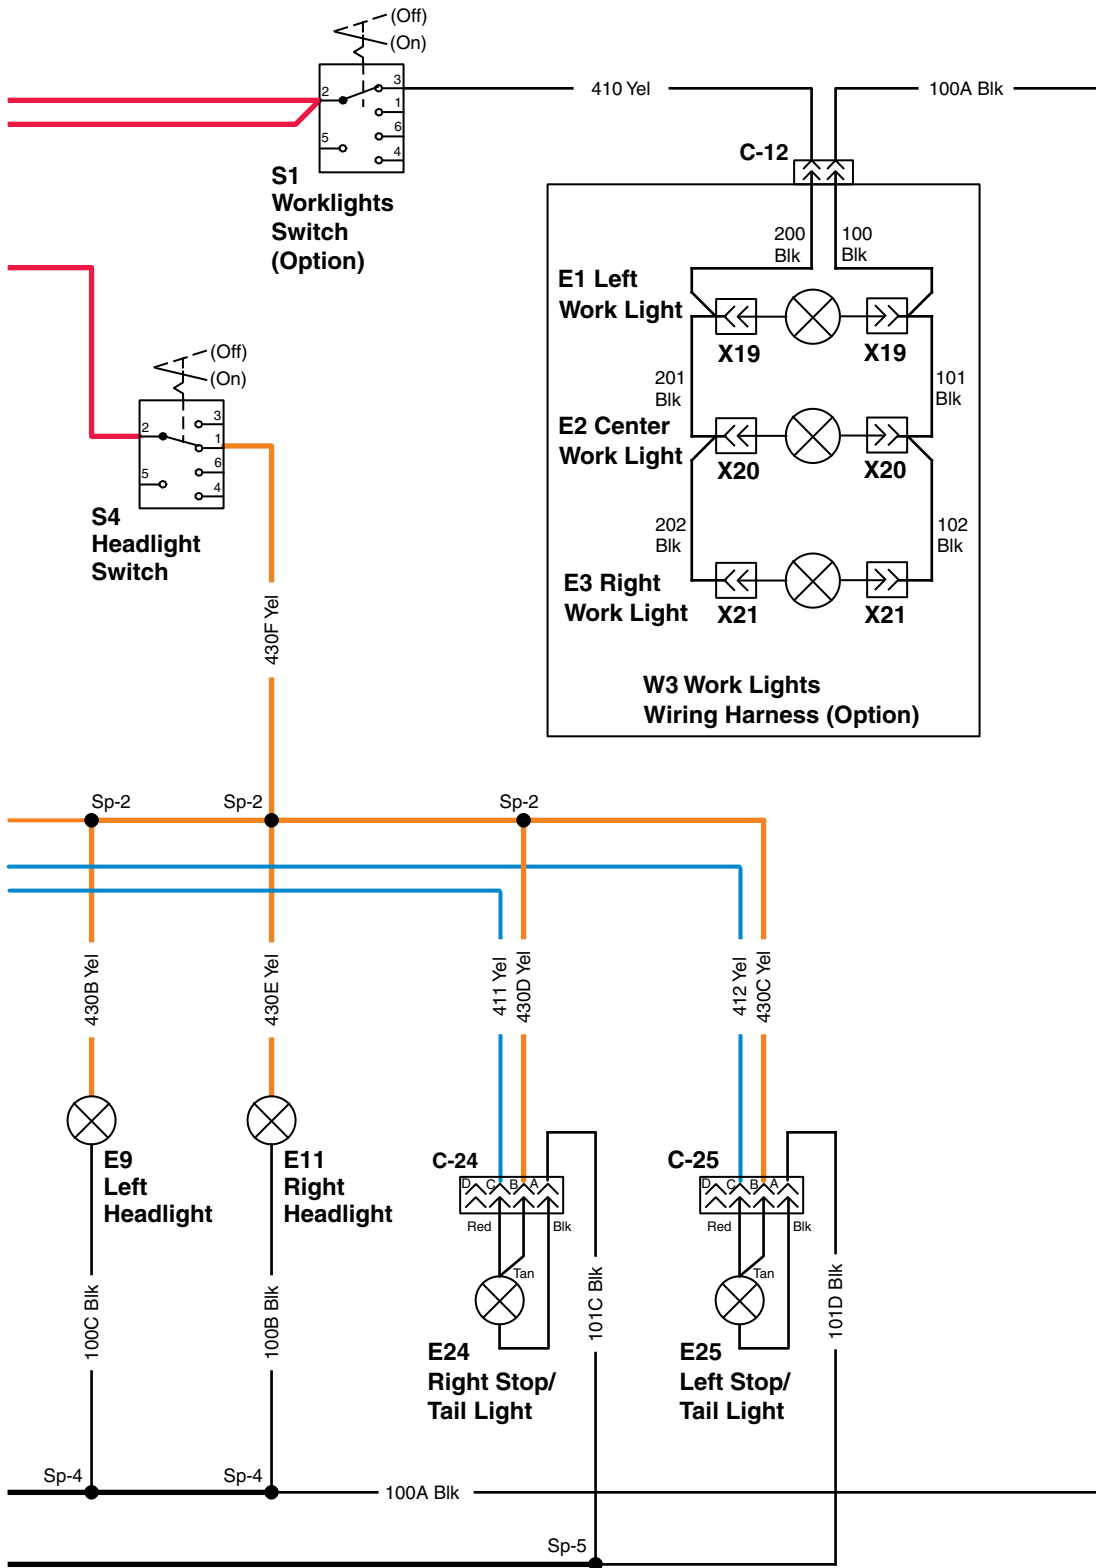 (Off)
(On)
2
3
1
6
5
4
410 Yel
100A Blk
C-12
S1
Worklights
Switch
(Option)
200
Blk
100
Blk
E1 Left
Work Light
X19
X19
201
Blk
101
Blk
E2 Center
Work Light
X20
X20
202
Blk
102
Blk
E3 Right
Work Light
X21
X21
W3 Work Lights
Wiring Harness (Option)
(Off)
(On)
2
3
1
6
5
4
S4
Headlight
Switch
430F Yel
Sp-2
Sp-2
Sp-2
430B Yel
430E Yel
411 Yel
430D Yel
412 Yel
430C Yel
E9
Left
Headlight
E11
Right
Headlight
C-24
D
C
B
A
Red
Blk
Tan
E24
Right Stop/
Tail Light
C-25
D
C
B
A
Red
Blk
Tan
E25
Left Stop/
Tail Light
100C Blk
100B Blk
101C Blk
101D Blk
Sp-4
Sp-4
100A Blk
Sp-5